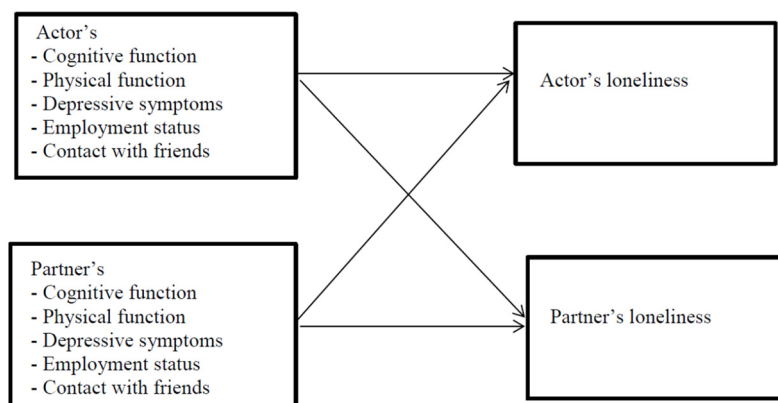 Actor's
- Cognitive function
- Physical function
- Depressive symptoms
- Employment status
- Contact with friends
Actor's loneliness
Partner's
- Cognitive function
- Physical function
- Depressive symptoms
- Employment status
- Contact with friends
Partner's loneliness